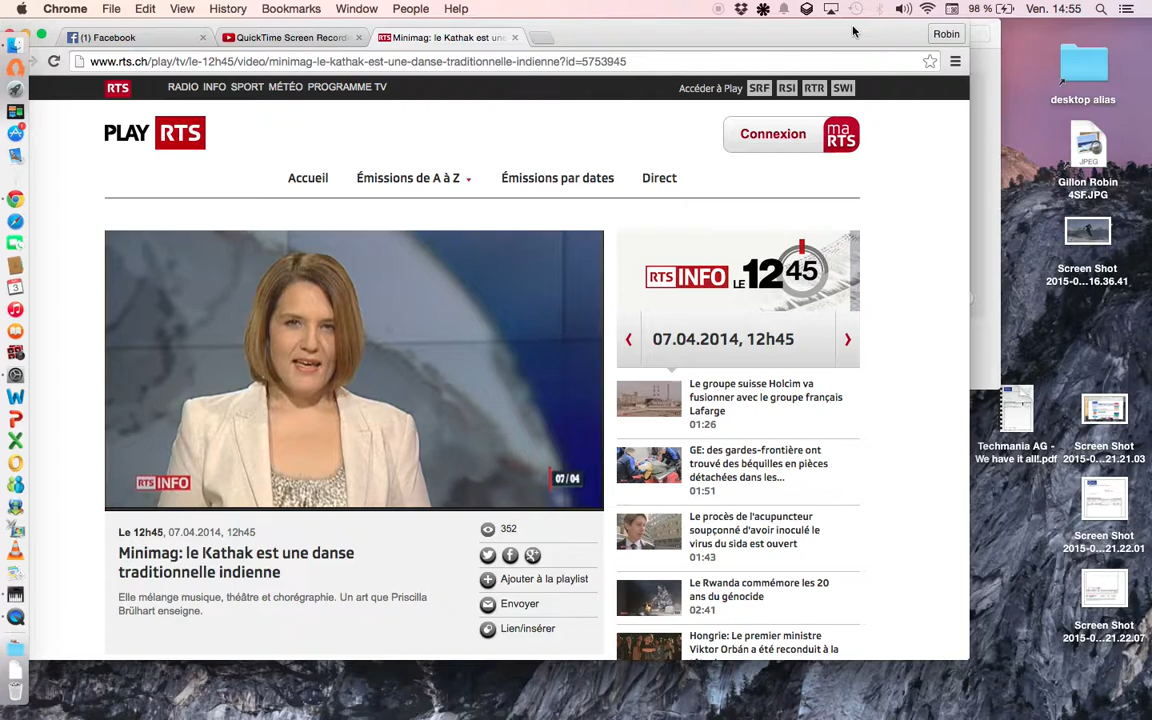 Chrome File Edit View History Bookmarks Window People Help 98 % Ven. 14:55
(1) Facebook QuickTime Screen Record Minimag: le Kathak est une Robin
www.rts.ch/play/tv/le-12h45/video/minimag-le-kathak-est-une-danse-traditionnelle-indienne?id=5753945
RTS RADIO INFO SPORT MÉTÉO PROGRAMME TV Accéder à Play SRF RSI RTR SWI
PLAY RTS
Connexion ma RTS
Accueil Émissions de A à Z Émissions par dates Direct
RTS INFO LE 12 45
07.04.2014, 12h45
RTS INFO 07/04
Le 12h45, 07.04.2014, 12h45
Minimag: le Kathak est une danse
traditionnelle indienne
Elle mélange musique, théâtre et chorégraphie. Un art que Priscilla
Brülhart enseigne.
352
Ajouter à la playlist
Envoyer
Lien/insérer
Le groupe suisse Holcim va
fusionner avec le groupe français
Lafarge
01:26
GE: des gardes-frontière ont
trouvé des béquilles en pièces
détachées dans les...
01:51
Le procès de l'acupuncteur
soupçonné d'avoir inoculé le
virus du sida est ouvert
01:43
Le Rwanda commémore les 20
ans du génocide
02:41
Hongrie: Le premier ministre
Viktor Orbán a été reconduit à la
desktop alias
JPEG
Gillon Robin
4SF.JPG
Screen Shot
2015-0...16.36.41
Techmania AG -
We have it all!.pdf
Screen Shot
2015-0...21.21.03
Screen Shot
2015-0...21.22.01
Screen Shot
2015-0...21.22.07